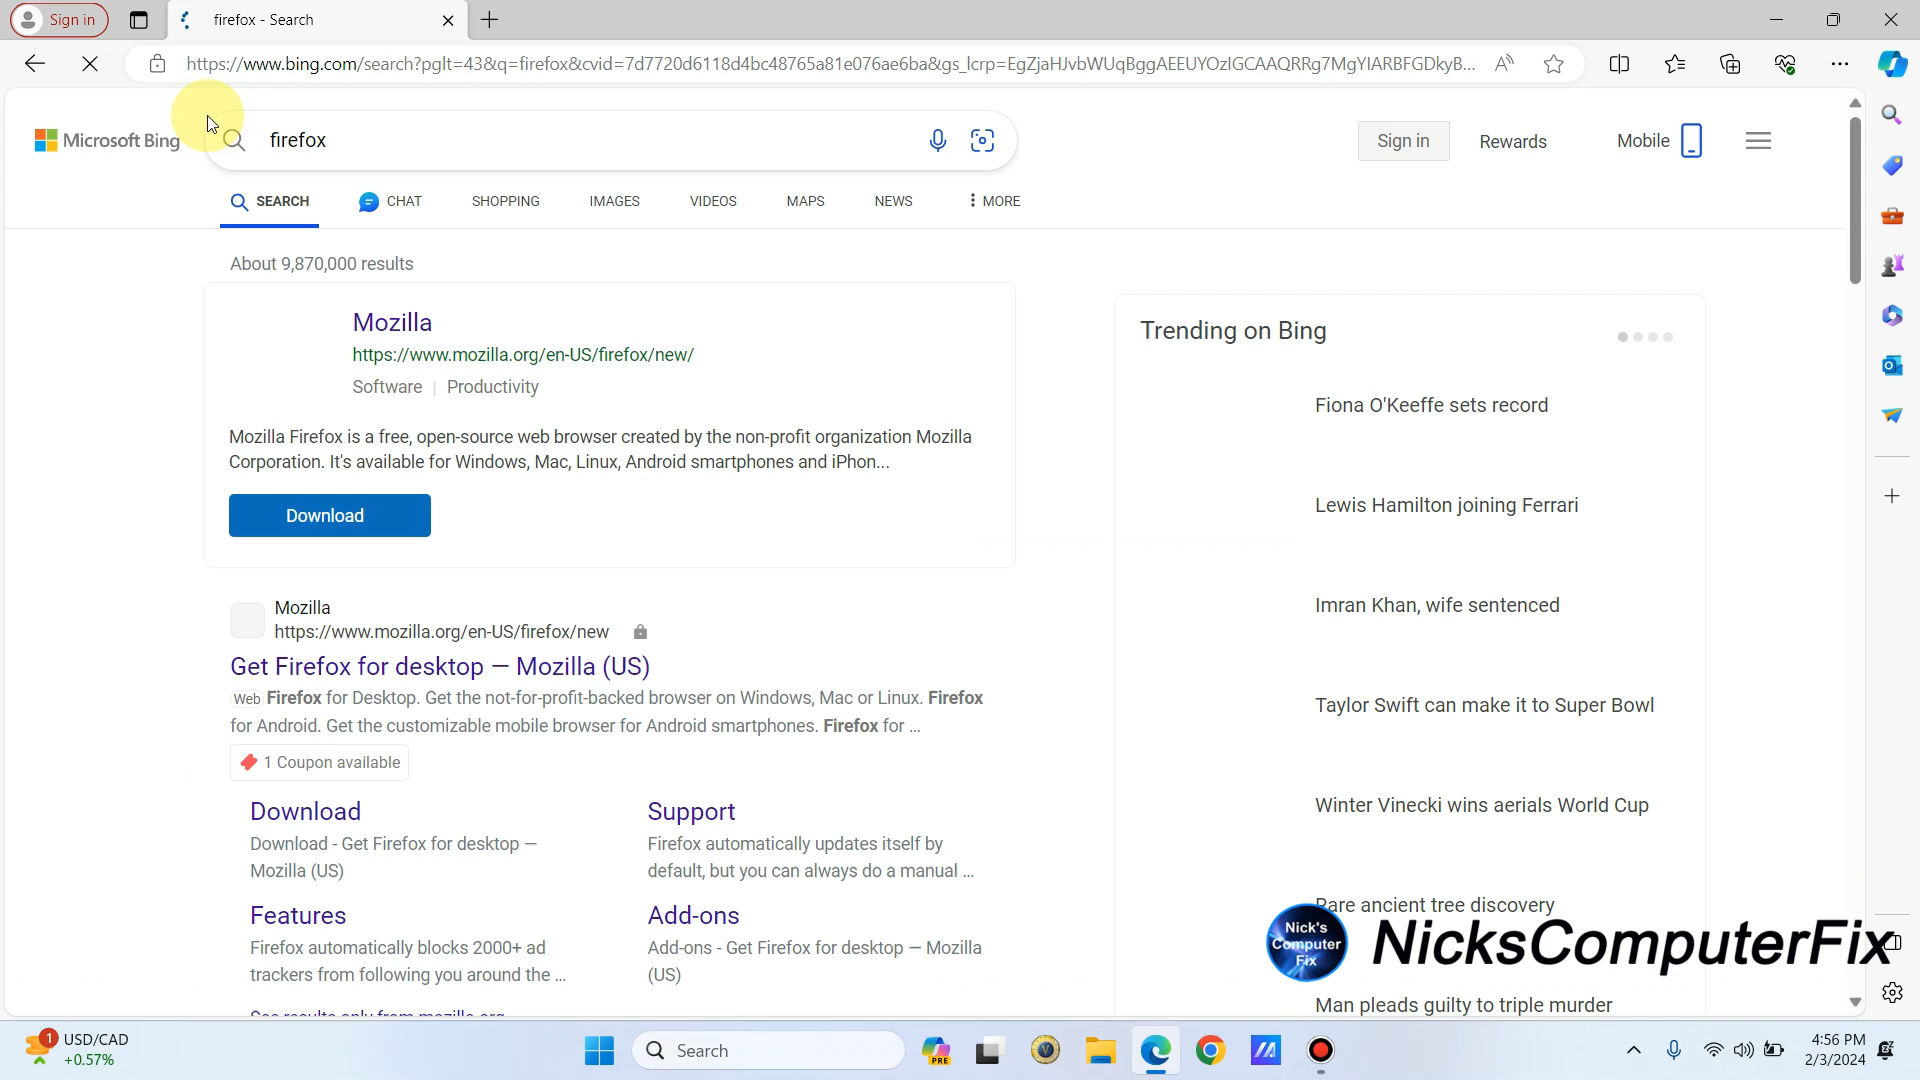 Sign in
firefox - Search
https://www.bing.com/search?pglt=43&q=firefox&cvid=7d7720d6118d4bc48765a81e076ae6ba&gs_lcrp=EgZjaHJvbWUqBggAEEUYOzIGCAAQRRg7MgYIARBFGDkyB...
Microsoft Bing
firefox
Sign in
Rewards
Mobile
SEARCH
CHAT
SHOPPING
IMAGES
VIDEOS
MAPS
NEWS
MORE
About 9,870,000 results
Mozilla
https://www.mozilla.org/en-US/firefox/new/
Software | Productivity
Mozilla Firefox is a free, open-source web browser created by the non-profit organization Mozilla
Corporation. It's available for Windows, Mac, Linux, Android smartphones and iPhon...
Download
Mozilla
https://www.mozilla.org/en-US/firefox/new
Get Firefox for desktop — Mozilla (US)
Web Firefox for Desktop. Get the not-for-profit-backed browser on Windows, Mac or Linux. Firefox
for Android. Get the customizable mobile browser for Android smartphones. Firefox for ...
1 Coupon available
Download
Download - Get Firefox for desktop —
Mozilla (US)
Support
Firefox automatically updates itself by
default, but you can always do a manual ...
Features
Firefox automatically blocks 2000+ ad
trackers from following you around the ...
Add-ons
Add-ons - Get Firefox for desktop — Mozilla
(US)
See results only from mozilla.org
Trending on Bing
Fiona O'Keeffe sets record
Lewis Hamilton joining Ferrari
Imran Khan, wife sentenced
Taylor Swift can make it to Super Bowl
Winter Vinecki wins aerials World Cup
Rare ancient tree discovery
Man pleads guilty to triple murder
Nick's
Computer
Fix
NicksComputerFix
1
USD/CAD
+0.57%
Search
PRE
4:56 PM
2/3/2024